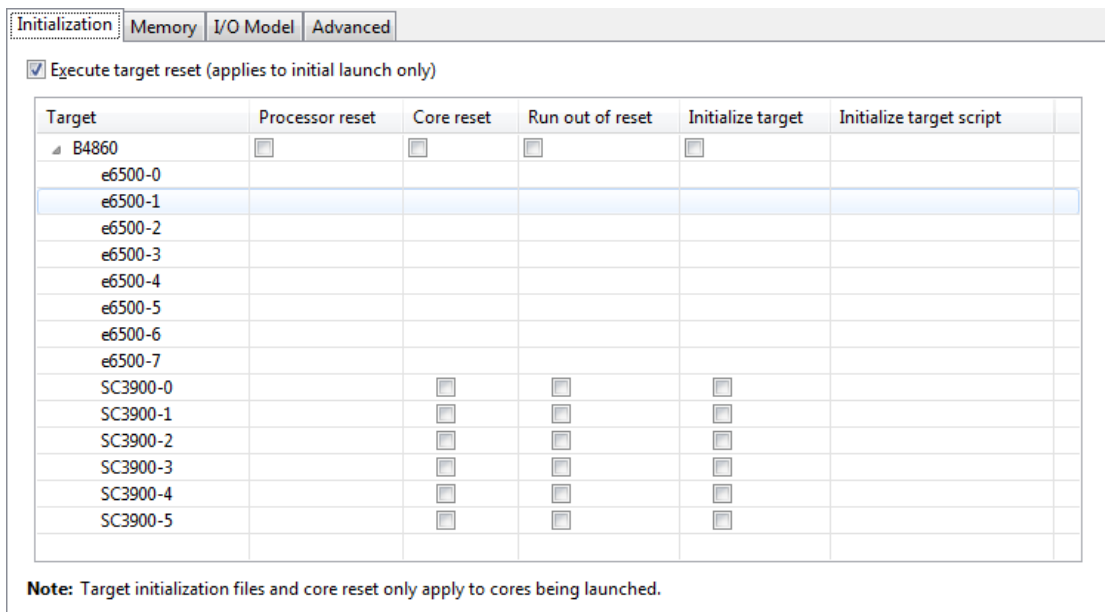 Initialization Memory I/O Model Advanced
Execute target reset (applies to initial launch only)
Target Processor reset Core reset Run out of reset Initialize target Initialize target script
B4860
e6500-0
e6500-1
e6500-2
e6500-3
e6500-4
e6500-5
e6500-6
e6500-7
SC3900-0
SC3900-1
SC3900-2
SC3900-3
SC3900-4
SC3900-5
Note: Target initialization files and core reset only apply to cores being launched.